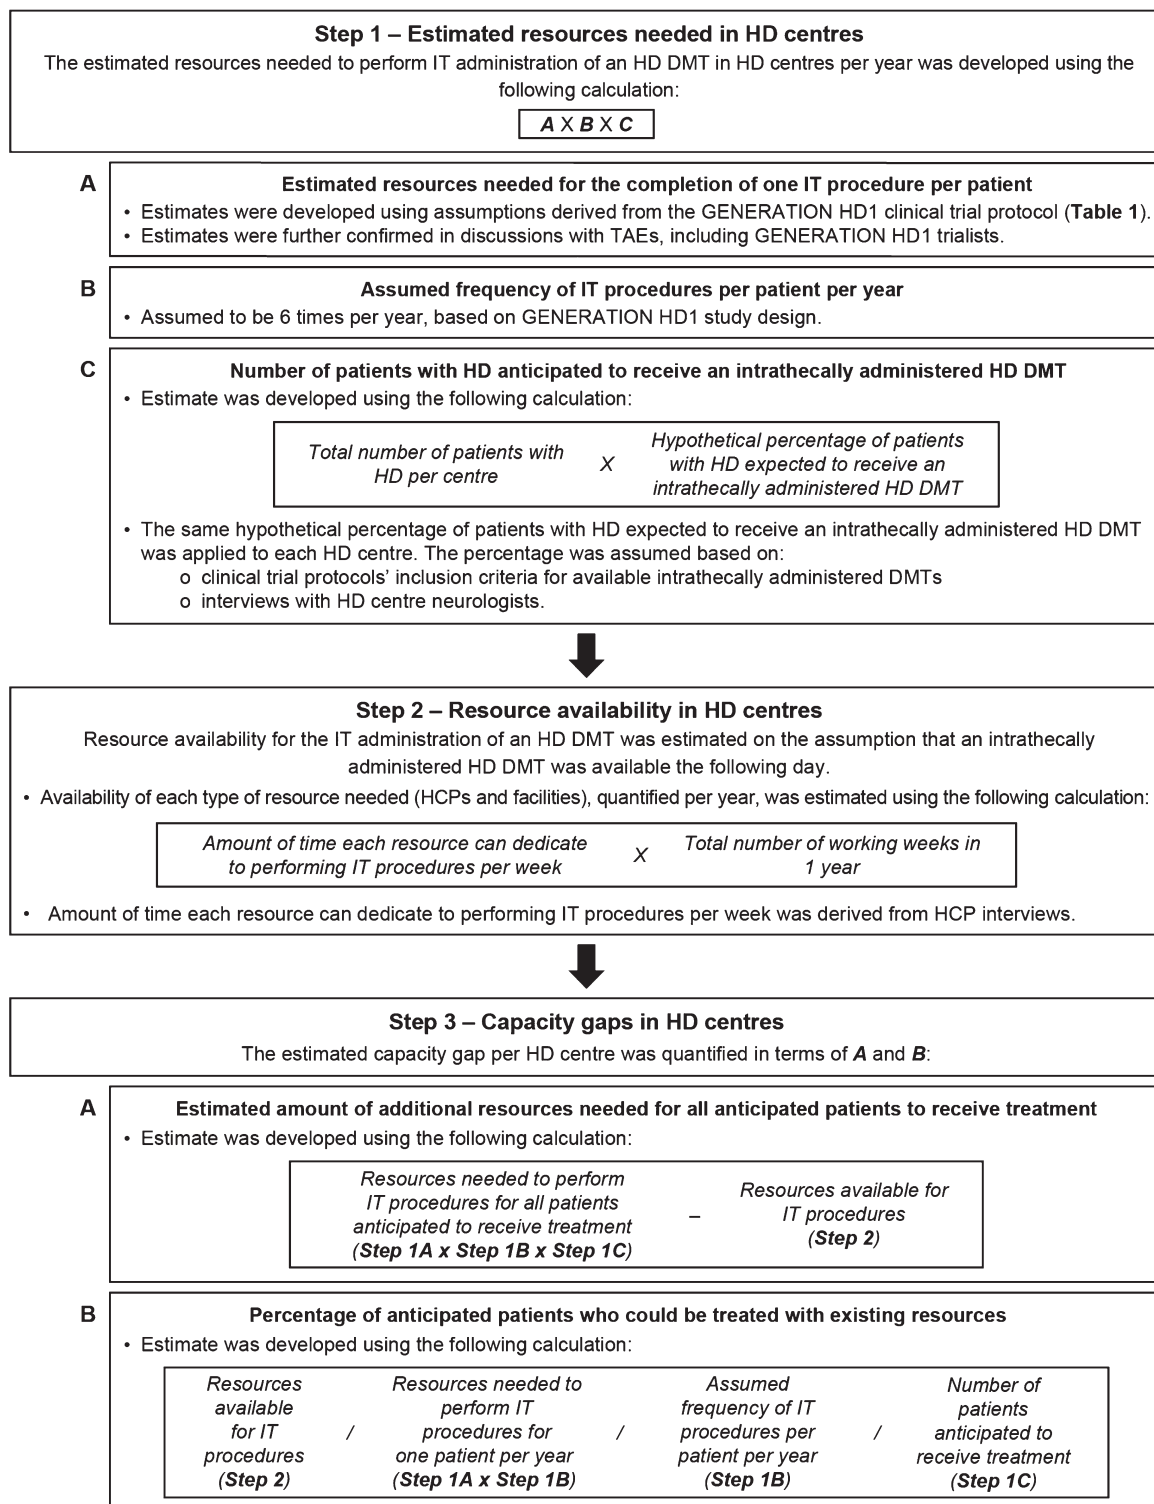 Step 1 – Estimated resources needed in HD centres
The estimated resources needed to perform IT administration of an HD DMT in HD centres per year was developed using the
following calculation:
A X B X C
A
Estimated resources needed for the completion of one IT procedure per patient
• Estimates were developed using assumptions derived from the GENERATION HD1 clinical trial protocol (Table 1).
• Estimates were further confirmed in discussions with TAEs, including GENERATION HD1 trialists.
B
Assumed frequency of IT procedures per patient per year
• Assumed to be 6 times per year, based on GENERATION HD1 study design.
C
Number of patients with HD anticipated to receive an intrathecally administered HD DMT
• Estimate was developed using the following calculation:
Total number of patients with
HD per centre
X
Hypothetical percentage of patients
with HD expected to receive an
intrathecally administered HD DMT
• The same hypothetical percentage of patients with HD expected to receive an intrathecally administered HD DMT
was applied to each HD centre. The percentage was assumed based on:
o clinical trial protocols' inclusion criteria for available intrathecally administered DMTs
o interviews with HD centre neurologists.
Step 2 – Resource availability in HD centres
Resource availability for the IT administration of an HD DMT was estimated on the assumption that an intrathecally
administered HD DMT was available the following day.
• Availability of each type of resource needed (HCPs and facilities), quantified per year, was estimated using the following calculation:
Amount of time each resource can dedicate
to performing IT procedures per week
X
Total number of working weeks in
1 year
• Amount of time each resource can dedicate to performing IT procedures per week was derived from HCP interviews.
Step 3 – Capacity gaps in HD centres
The estimated capacity gap per HD centre was quantified in terms of A and B:
A
Estimated amount of additional resources needed for all anticipated patients to receive treatment
• Estimate was developed using the following calculation:
Resources needed to perform
IT procedures for all patients
anticipated to receive treatment
(Step 1A x Step 1B x Step 1C)
–
Resources available for
IT procedures
(Step 2)
B
Percentage of anticipated patients who could be treated with existing resources
• Estimate was developed using the following calculation:
Resources
available
for IT
procedures
(Step 2)
/
Resources needed to
perform IT
procedures for
one patient per year
(Step 1A x Step 1B)
/
Assumed
frequency of IT
procedures per
patient per year
(Step 1B)
/
Number of
patients
anticipated to
receive treatment
(Step 1C)